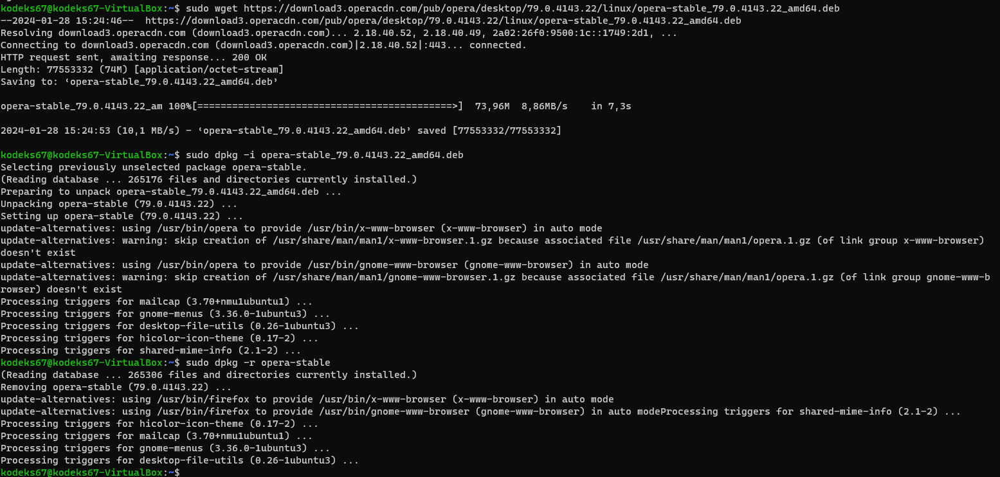 kodeks67@kodeks67-VirtualBox:~$ sudo wget https://download3.operacdn.com/pub/opera/desktop/79.0.4143.22/linux/opera-stable_79.0.4143.22_amd64.deb
--2024-01-28 15:24:46--  https://download3.operacdn.com/pub/opera/desktop/79.0.4143.22/linux/opera-stable_79.0.4143.22_amd64.deb
Resolving download3.operacdn.com (download3.operacdn.com)... 2.18.40.52, 2.18.40.49, 2a02:26f0:9500:1c::1749:2d1, ...
Connecting to download3.operacdn.com (download3.operacdn.com)|2.18.40.52|:443... connected.
HTTP request sent, awaiting response... 200 OK
Length: 77553332 (74M) [application/octet-stream]
Saving to: ‘opera-stable_79.0.4143.22_amd64.deb’
opera-stable_79.0.4143.22_am 100%[============================================>]  73,96M  8,86MB/s    in 7,3s
2024-01-28 15:24:53 (10,1 MB/s) - ‘opera-stable_79.0.4143.22_amd64.deb’ saved [77553332/77553332]
kodeks67@kodeks67-VirtualBox:~$ sudo dpkg -i opera-stable_79.0.4143.22_amd64.deb
Selecting previously unselected package opera-stable.
(Reading database ... 265176 files and directories currently installed.)
Preparing to unpack opera-stable_79.0.4143.22_amd64.deb ...
Unpacking opera-stable (79.0.4143.22) ...
Setting up opera-stable (79.0.4143.22) ...
update-alternatives: using /usr/bin/opera to provide /usr/bin/x-www-browser (x-www-browser) in auto mode
update-alternatives: warning: skip creation of /usr/share/man/man1/x-www-browser.1.gz because associated file /usr/share/man/man1/opera.1.gz (of link group x-www-browser)
doesn't exist
update-alternatives: using /usr/bin/opera to provide /usr/bin/gnome-www-browser (gnome-www-browser) in auto mode
update-alternatives: warning: skip creation of /usr/share/man/man1/gnome-www-browser.1.gz because associated file /usr/share/man/man1/opera.1.gz (of link group gnome-www-b
rowser) doesn't exist
Processing triggers for mailcap (3.70+nmu1ubuntu1) ...
Processing triggers for gnome-menus (3.36.0-1ubuntu3) ...
Processing triggers for desktop-file-utils (0.26-1ubuntu3) ...
Processing triggers for hicolor-icon-theme (0.17-2) ...
Processing triggers for shared-mime-info (2.1-2) ...
kodeks67@kodeks67-VirtualBox:~$ sudo dpkg -r opera-stable
(Reading database ... 265306 files and directories currently installed.)
Removing opera-stable (79.0.4143.22) ...
update-alternatives: using /usr/bin/firefox to provide /usr/bin/x-www-browser (x-www-browser) in auto mode
update-alternatives: using /usr/bin/firefox to provide /usr/bin/gnome-www-browser (gnome-www-browser) in auto modeProcessing triggers for shared-mime-info (2.1-2) ...
Processing triggers for hicolor-icon-theme (0.17-2) ...
Processing triggers for mailcap (3.70+nmu1ubuntu1) ...
Processing triggers for gnome-menus (3.36.0-1ubuntu3) ...
Processing triggers for desktop-file-utils (0.26-1ubuntu3) ...
kodeks67@kodeks67-VirtualBox:~$